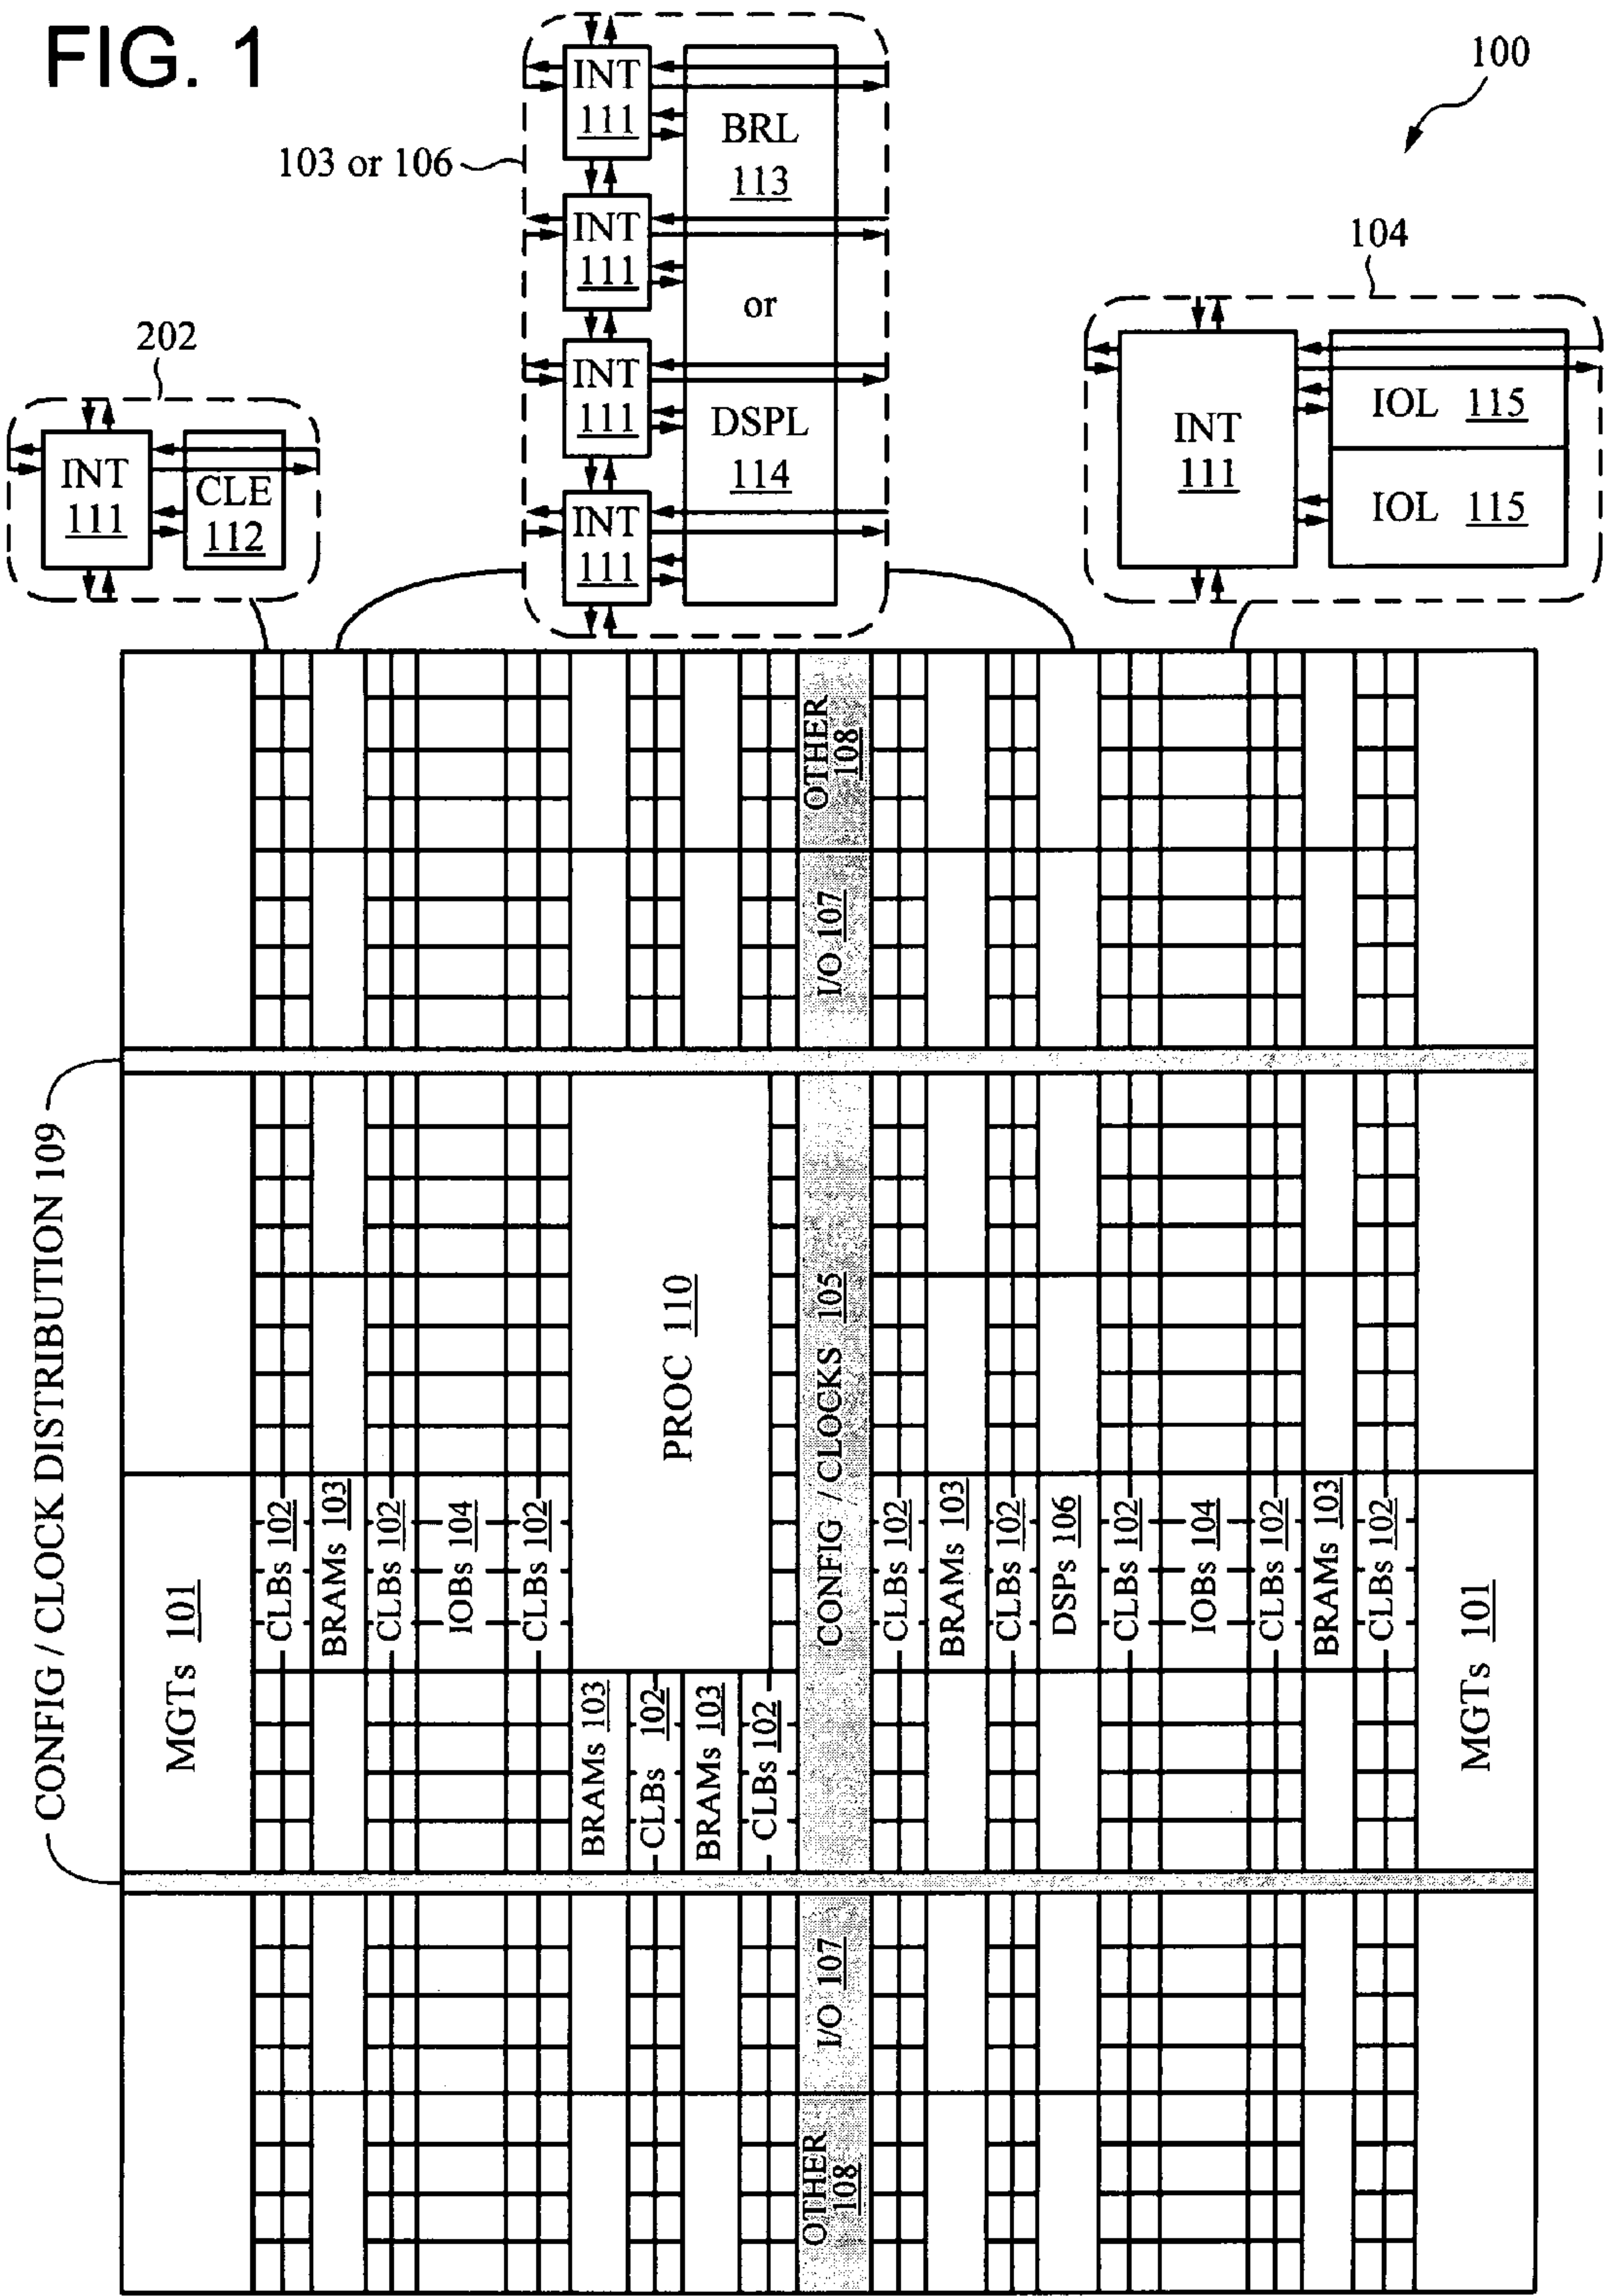 FIG. 1
100
103 or 106
INT
111
INT
111
INT
111
INT
111
BRL
113
or
DSPL
114
104
INT
111
IOL 115
IOL 115
202
INT
111
CLE
112
CONFIG / CLOCK DISTRIBUTION 109
OTHER
108
I/O 107
PROC 110
CONFIG / CLOCKS 105
MGTs 101
CLBs 102
BRAMs 103
CLBs 102
IOBs 104
CLBs 102
BRAMs 103
CLBs 102
BRAMs 103
CLBs 102
CLBs 102
BRAMs 103
CLBs 102
DSPs 106
CLBs 102
IOBs 104
CLBs 102
BRAMs 103
CLBs 102
MGTs 101
I/O 107
OTHER
108